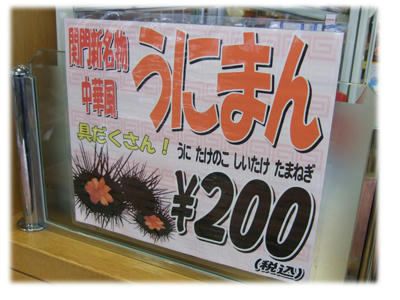 関門新名物
中華風
うにまん
具だくさん!
うに たけのこ しいたけ たまねぎ
¥200
(税込)